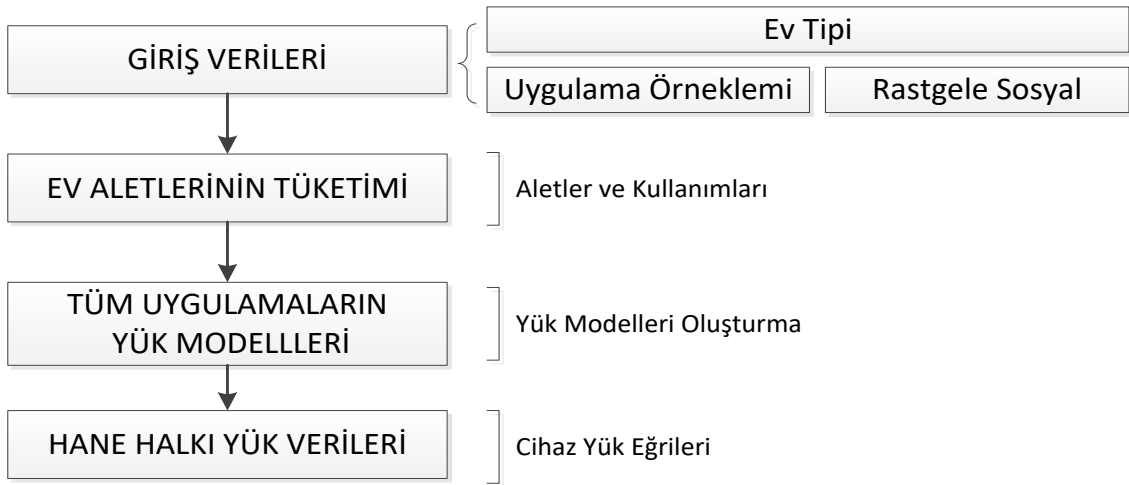 GİRİŞ VERİLERİ
Ev Tipi
Uygulama Örneklemi
Rastgele Sosyal
EV ALETLERİNİN TÜKETİMİ
Aletler ve Kullanımları
TÜM UYGULAMALARIN
YÜK MODELLLERİ
Yük Modelleri Oluşturma
HANE HALKI YÜK VERİLERİ
Cihaz Yük Eğrileri